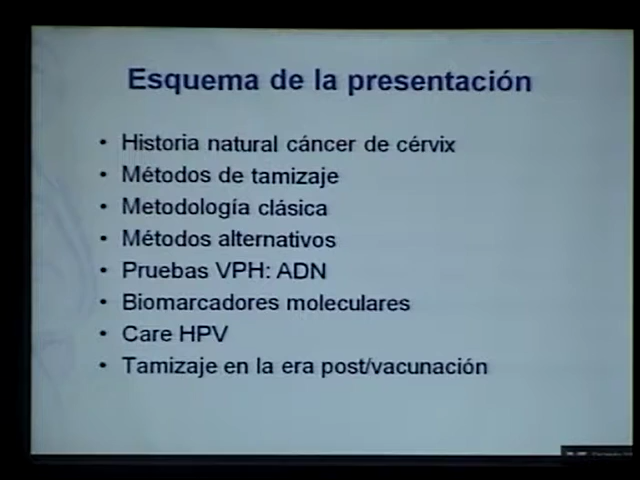 Esquema de la presentación
• Historia natural cáncer de cérvix
• Métodos de tamizaje
• Metodología clásica
• Métodos alternativos
• Pruebas VPH: ADN
• Biomarcadores moleculares
• Care HPV
• Tamizaje en la era post/vacunación